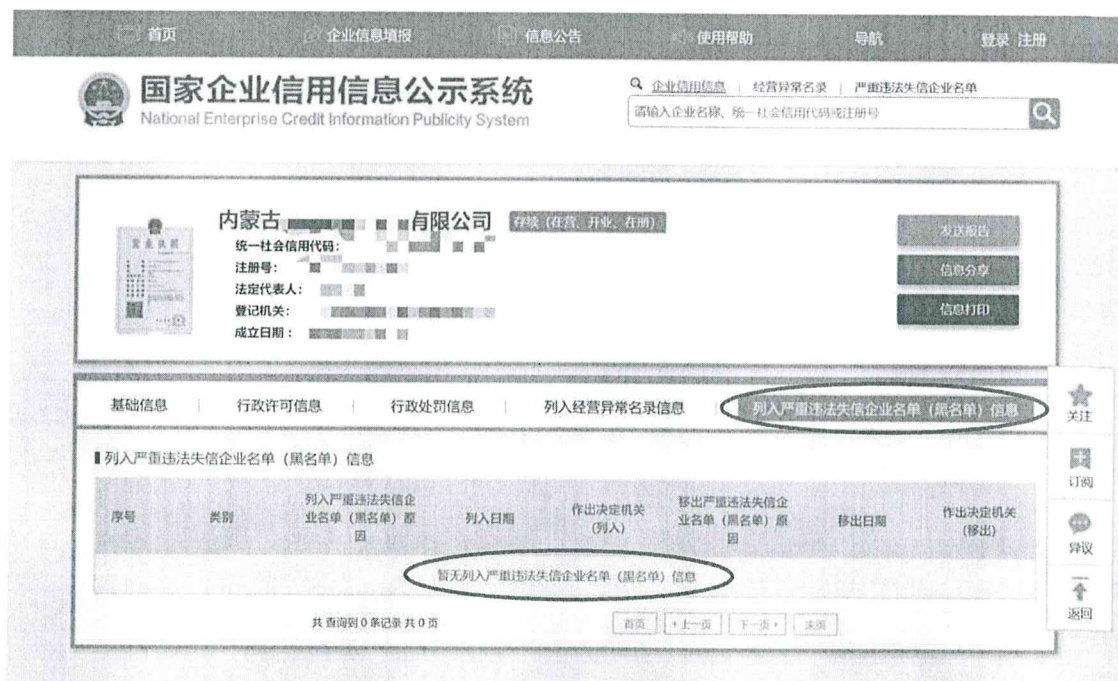 首页 企业信息填报 信息公告 使用帮助 导航 登录 注册
国家企业信用信息公示系统
National Enterprise Credit Information Publicity System
企业信用信息 | 经营异常名录 | 严重违法失信企业名单
请输入企业名称、统一社会信用代码或注册号
营业执照
内蒙古 有限公司 存续（在营、开业、在册）
统一社会信用代码：
注册号：
法定代表人：
登记机关：
成立日期：
发送报告
信息分享
信息打印
基础信息 | 行政许可信息 | 行政处罚信息 | 列入经营异常名录信息 | 列入严重违法失信企业名单（黑名单）信息
列入严重违法失信企业名单（黑名单）信息
序号 类别 列入严重违法失信企业名单（黑名单）原因 列入日期 作出决定机关（列入） 移出严重违法失信企业名单（黑名单）原因 移出日期 作出决定机关（移出）
暂无列入严重违法失信企业名单（黑名单）信息
共 查询到 0 条记录 共 0 页 首页 上一页 下一页 末页
关注
订阅
异议
返回